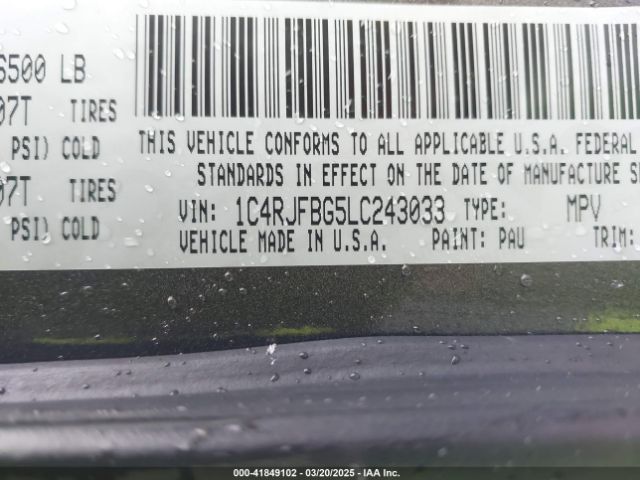 6500 LB
07T TIRES
PSI) COLD
07T TIRES
PSI) COLD
THIS VEHICLE CONFORMS TO ALL APPLICABLE U.S.A. FEDERAL
STANDARDS IN EFFECT ON THE DATE OF MANUFACTURE S
VIN: 1C4RJFBG5LC243033 TYPE: MPV
VEHICLE MADE IN U.S.A. PAINT: PAU TRIM:
000-41849102 - 03/20/2025 - IAA Inc.